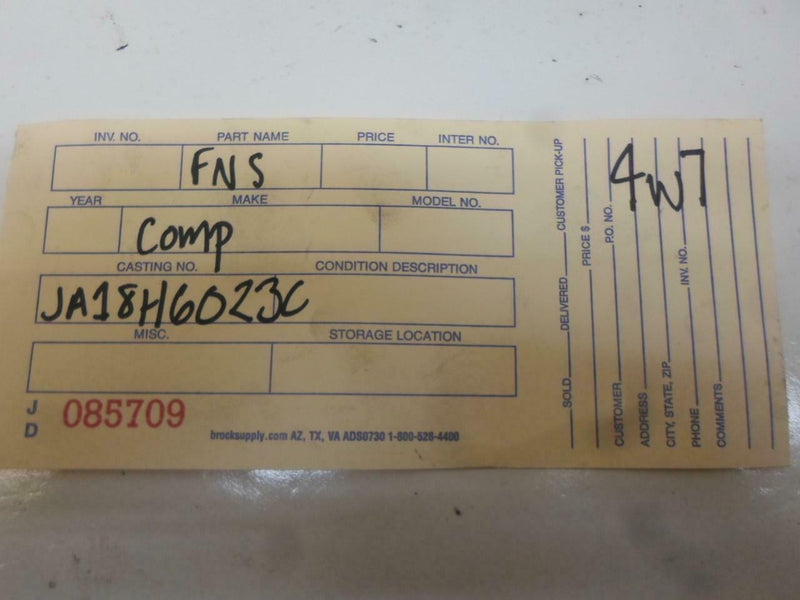 INV. NO. PART NAME PRICE INTER NO.
FNS
YEAR MAKE MODEL NO.
Comp
CASTING NO. CONDITION DESCRIPTION
JA18H6023C
MISC. STORAGE LOCATION
J D 085709
brocksupply.com AZ, TX, VA ADS0730 1-800-528-4400
SOLD DELIVERED CUSTOMER PICK-UP
PRICE $
CUSTOMER P.O. NO.
ADDRESS
CITY, STATE, ZIP
PHONE INV. NO.
COMMENTS
4W7